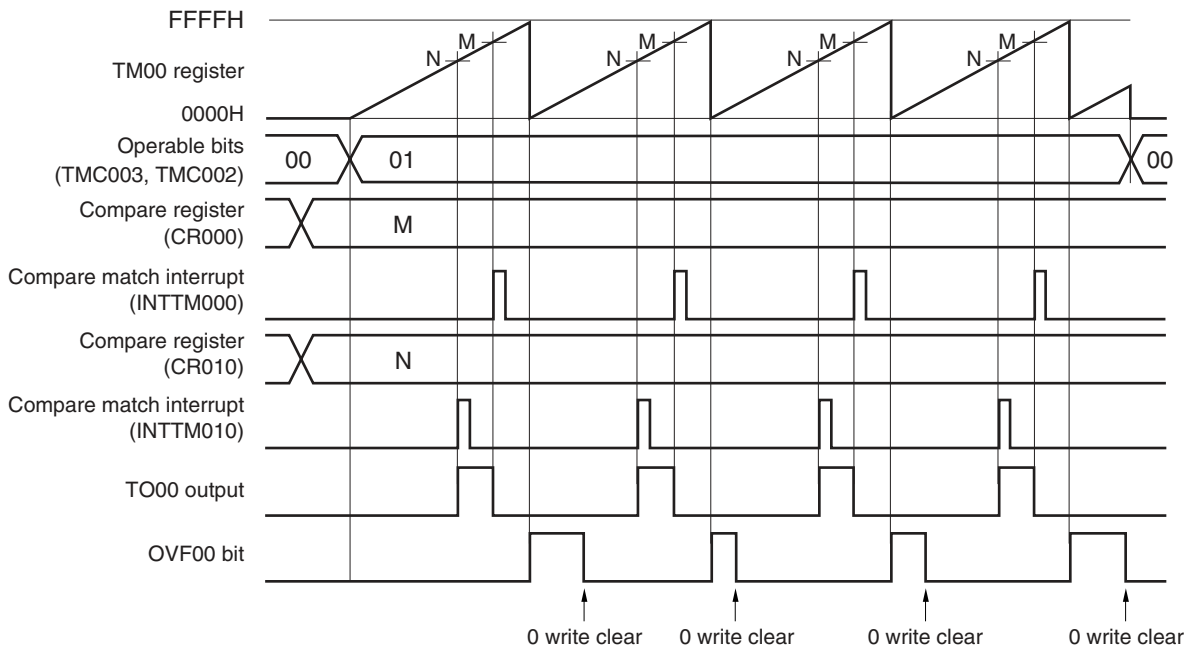 FFFFH
M M M M
N N N N
TM00 register
0000H
Operable bits
(TMC003, TMC002)
00 01 00
Compare register
(CR000)
M
Compare match interrupt
(INTTM000)
Compare register
(CR010)
N
Compare match interrupt
(INTTM010)
TO00 output
OVF00 bit
0 write clear 0 write clear 0 write clear 0 write clear